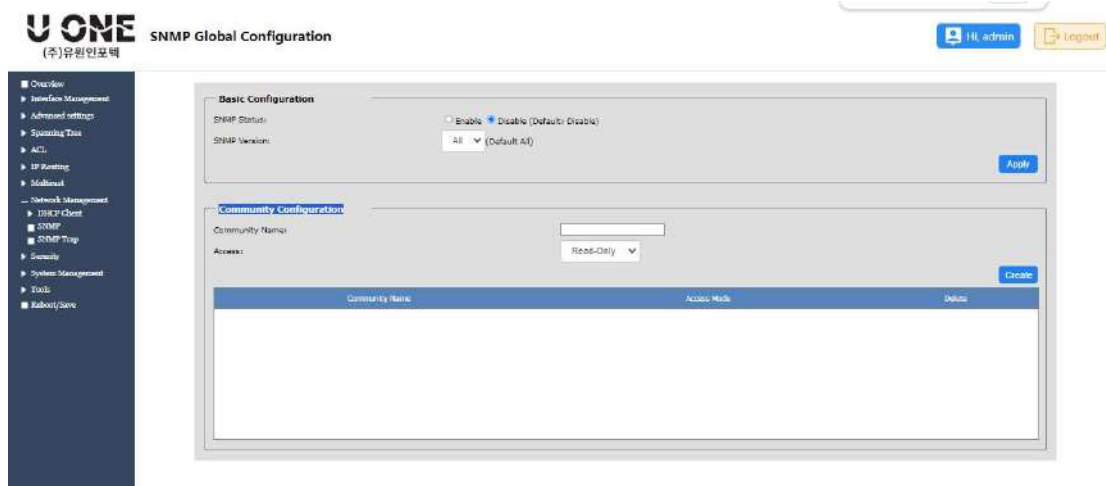 U ONE
(주)유원인포텍
SNMP Global Configuration
Hi, admin
Logout
Overview
Interface Management
Advanced settings
Spanning Tree
ACL
IP Routing
Multicast
Network Management
DHCP Client
SNMP
SNMP Trap
Security
System Management
Tools
Reboot/Save
Basic Configuration
SNMP Status:
Enable Disable (Default: Disable)
SNMP Version:
All (Default All)
Apply
Community Configuration
Community Name:
Access:
Read-Only
Create
Community Name Access Mode Delete